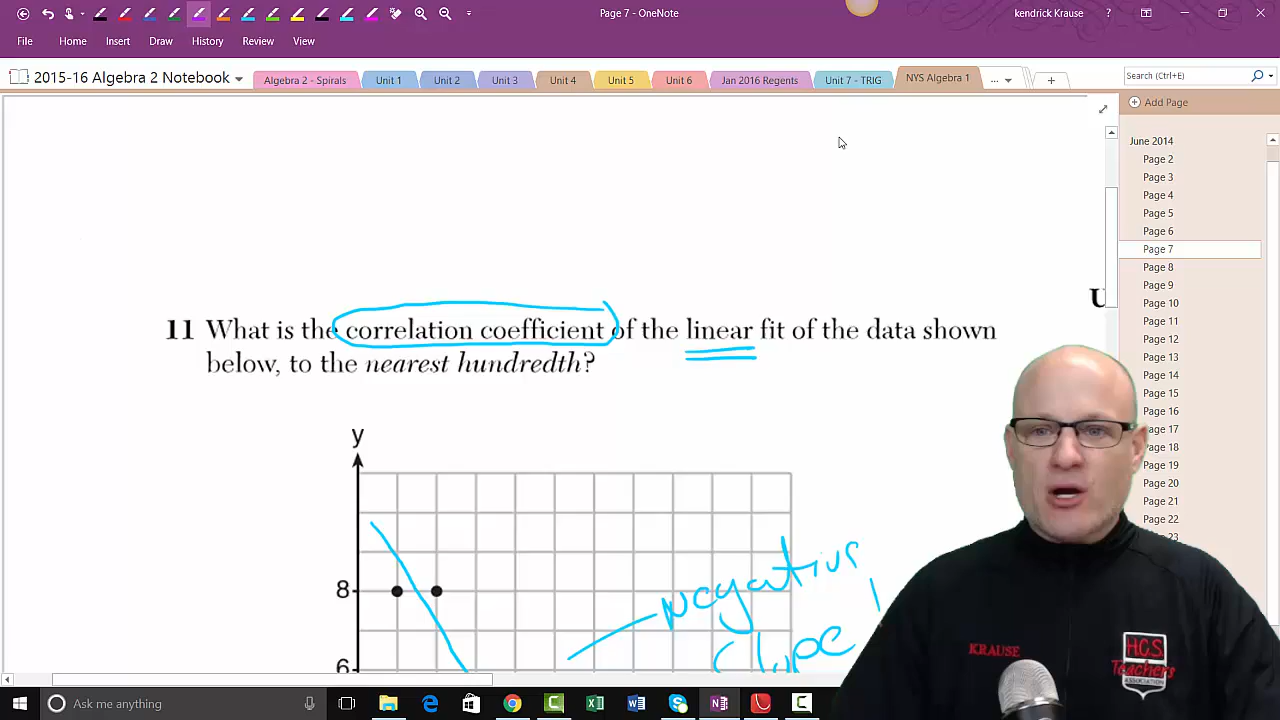 Page 7 - OneNote
kendrick Krause
?
File
Home
Insert
Draw
History
Review
View
2015-16 Algebra 2 Notebook
Algebra 2 - Spirals
Unit 1
Unit 2
Unit 3
Unit 4
Unit 5
Unit 6
Jan 2016 Regents
Unit 7 - TRIG
NYS Algebra 1
...
+
Search (Ctrl+E)
Add Page
June 2014
Page 2
Page 3
Page 4
Page 5
Page 6
Page 7
Page 8
Page 9
Page 10
Page 11
Page 12
Page 13
Page 14
Page 15
Page 16
Page 17
Page 18
Page 19
Page 20
Page 21
Page 22
23
U
11 What is the correlation coefficient of the linear fit of the data shown
below, to the nearest hundredth?
y
8
6
negative
slope
KRAUSE
HCS
Teachers
ASSOCIATION
Ask me anything